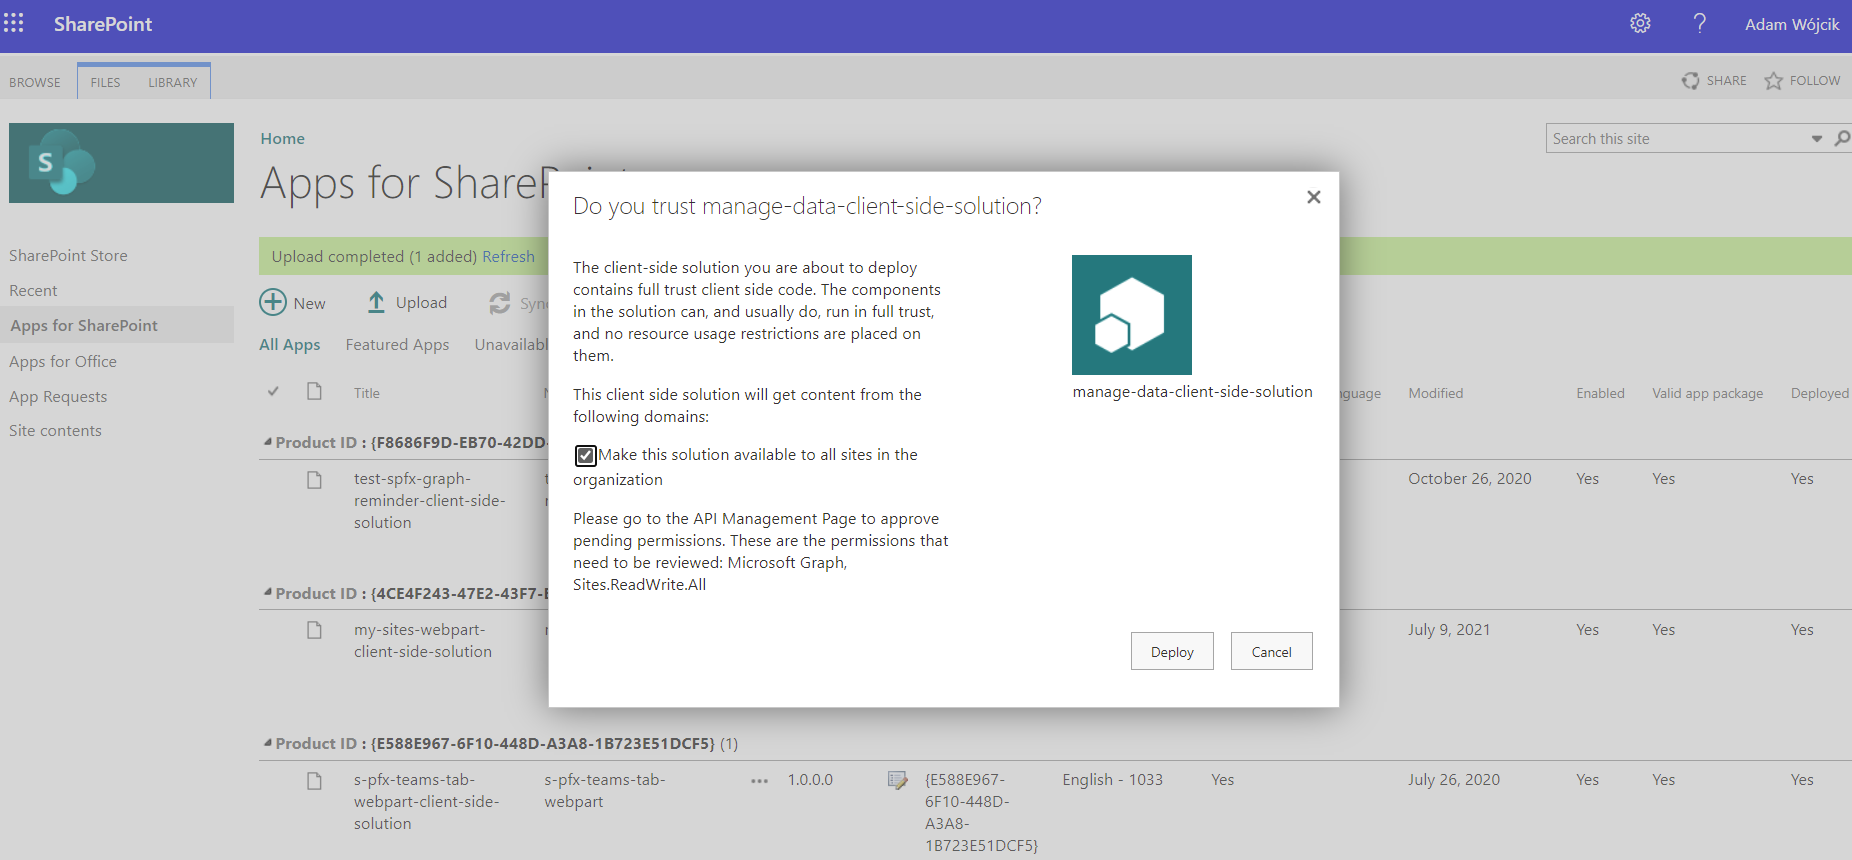 SharePoint
Adam Wójcik
BROWSE FILES LIBRARY
SHARE FOLLOW
S
Home
Search this site
Apps for SharePoint
Do you trust manage-data-client-side-solution?
The client-side solution you are about to deploy
contains full trust client side code. The components
in the solution can, and usually do, run in full trust,
and no resource usage restrictions are placed on
them.
This client side solution will get content from the
following domains:
Make this solution available to all sites in the
organization
Please go to the API Management Page to approve
pending permissions. These are the permissions that
need to be reviewed: Microsoft Graph,
Sites.ReadWrite.All
manage-data-client-side-solution
Deploy Cancel
SharePoint Store
Recent
Apps for SharePoint
Apps for Office
App Requests
Site contents
Upload completed (1 added) Refresh
New Upload
All Apps Featured Apps
Title Modified Enabled Valid app package Deployed
Product ID : {F8686F9D-EB70-42DD-
test-spfx-graph-
reminder-client-side-
solution
October 26, 2020 Yes Yes Yes
Product ID : {4CE4F243-47E2-43F7-
my-sites-webpart-
client-side-solution
July 9, 2021 Yes Yes Yes
Product ID : {E588E967-6F10-448D-A3A8-1B723E51DCF5} (1)
s-pfx-teams-tab-
webpart-client-side-
solution
s-pfx-teams-tab-
webpart
1.0.0.0
{E588E967-
6F10-448D-
A3A8-
1B723E51DCF5}
English - 1033 Yes July 26, 2020 Yes Yes Yes